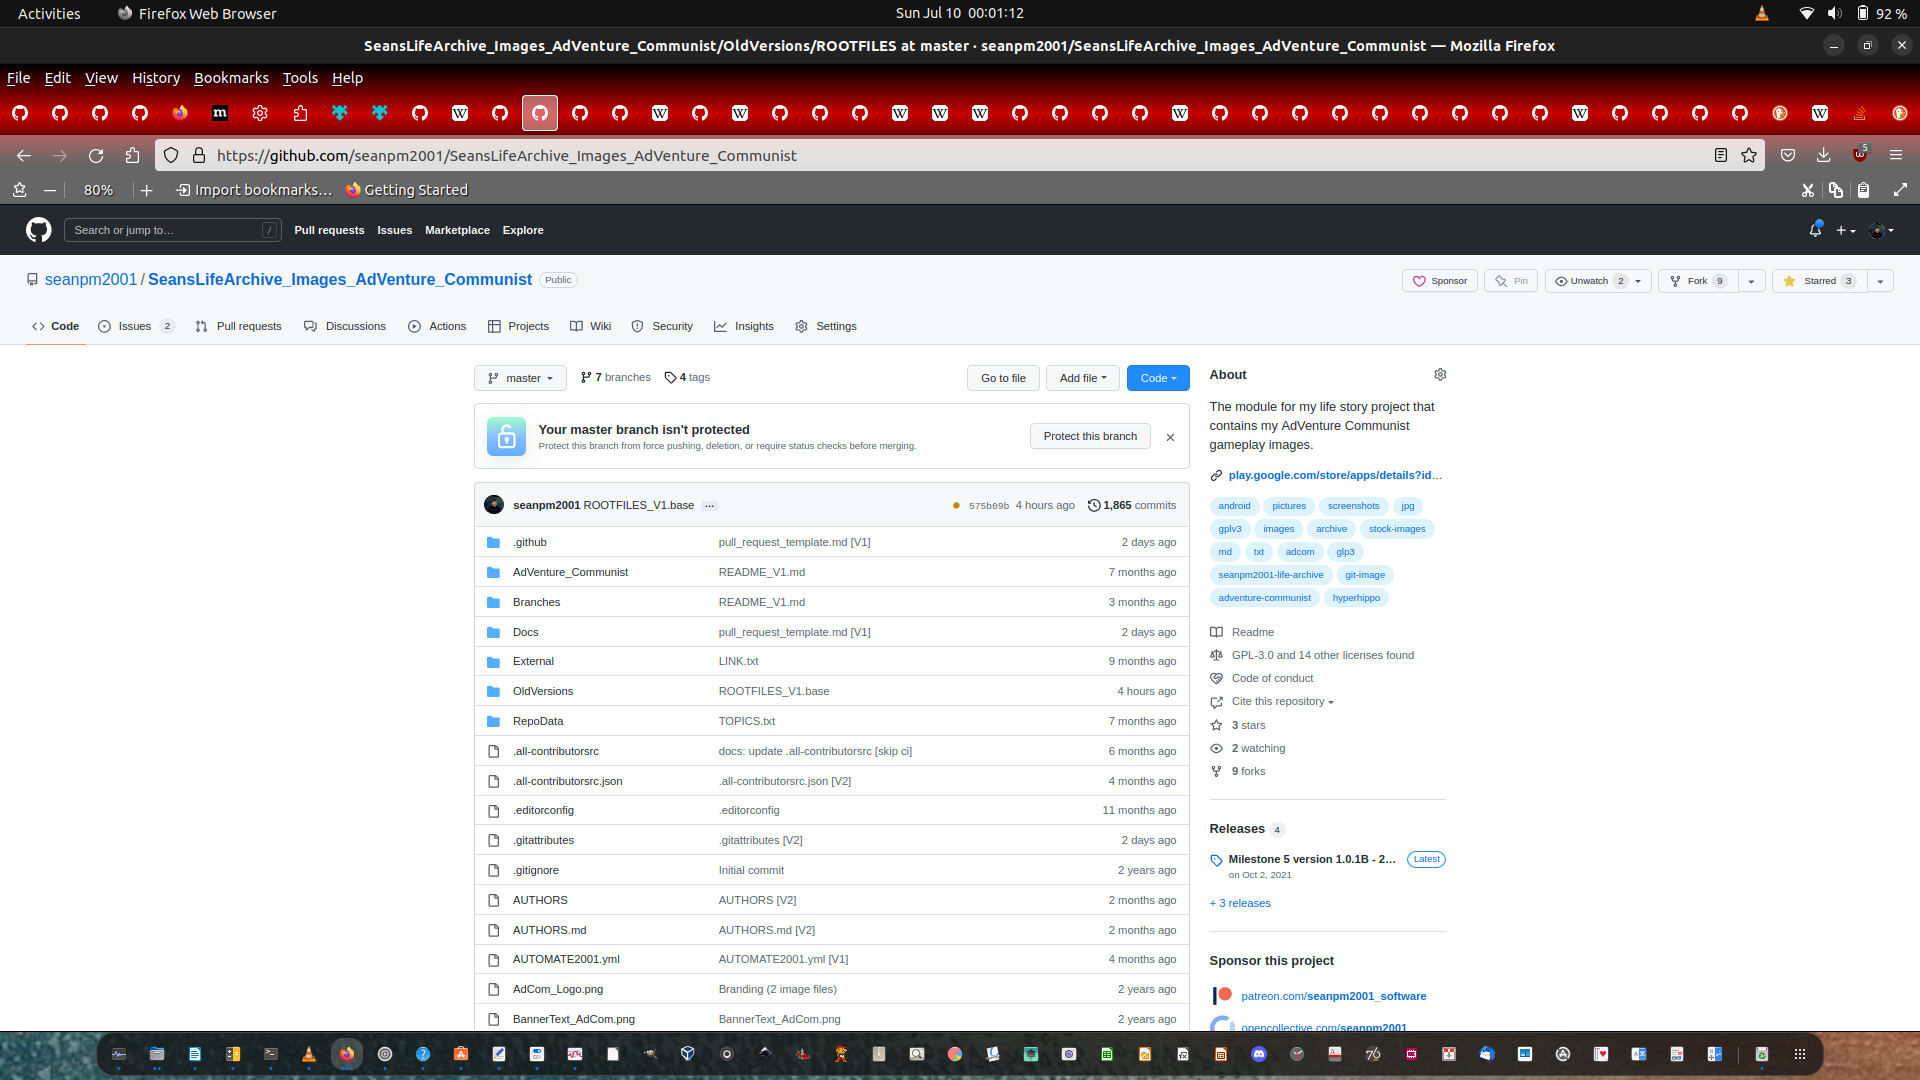 Activities Firefox Web Browser Sun Jul 10 00:01:12 92 %
SeansLifeArchive_Images_AdVenture_Communist/OldVersions/ROOTFILES at master · seanpm2001/SeansLifeArchive_Images_AdVenture_Communist — Mozilla Firefox
File Edit View History Bookmarks Tools Help
https://github.com/seanpm2001/SeansLifeArchive_Images_AdVenture_Communist 5
80% Import bookmarks… Getting Started
Search or jump to… / Pull requests Issues Marketplace Explore
seanpm2001 / SeansLifeArchive_Images_AdVenture_Communist Public Sponsor Pin Unwatch 2 Fork 9 Starred 3
Code Issues 2 Pull requests Discussions Actions Projects Wiki Security Insights Settings
master 7 branches 4 tags Go to file Add file Code
Your master branch isn't protected
Protect this branch from force pushing, deletion, or require status checks before merging.
Protect this branch
seanpm2001 ROOTFILES_V1.base … 575b09b 4 hours ago 1,865 commits
.github pull_request_template.md [V1] 2 days ago
AdVenture_Communist README_V1.md 7 months ago
Branches README_V1.md 3 months ago
Docs pull_request_template.md [V1] 2 days ago
External LINK.txt 9 months ago
OldVersions ROOTFILES_V1.base 4 hours ago
RepoData TOPICS.txt 7 months ago
.all-contributorsrc docs: update .all-contributorsrc [skip ci] 6 months ago
.all-contributorsrc.json .all-contributorsrc.json [V2] 4 months ago
.editorconfig .editorconfig 11 months ago
.gitattributes .gitattributes [V2] 2 days ago
.gitignore Initial commit 2 years ago
AUTHORS AUTHORS [V2] 2 months ago
AUTHORS.md AUTHORS.md [V2] 2 months ago
AUTOMATE2001.yml AUTOMATE2001.yml [V1] 4 months ago
AdCom_Logo.png Branding (2 image files) 2 years ago
BannerText_AdCom.png BannerText_AdCom.png 2 years ago
About
The module for my life story project that
contains my AdVenture Communist
gameplay images.
play.google.com/store/apps/details?id…
android pictures screenshots jpg
gplv3 images archive stock-images
md txt adcom glp3
seanpm2001-life-archive git-image
adventure-communist hyperhippo
Readme
GPL-3.0 and 14 other licenses found
Code of conduct
Cite this repository
3 stars
2 watching
9 forks
Releases 4
Milestone 5 version 1.0.1B - 2… Latest
on Oct 2, 2021
+ 3 releases
Sponsor this project
patreon.com/seanpm2001_software
opencollective.com/seanpm2001